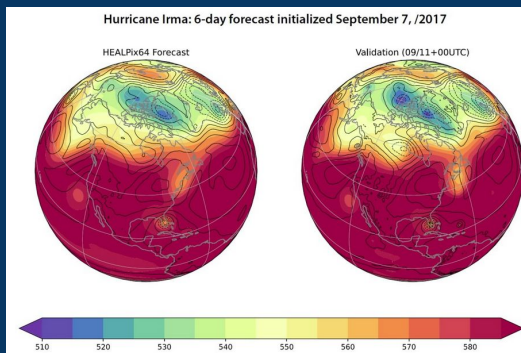 Hurricane Irma: 6-day forecast initialized September 7, /2017
HEALPix64 Forecast
Validation (09/11+00UTC)
510 520 530 540 550 560 570 580